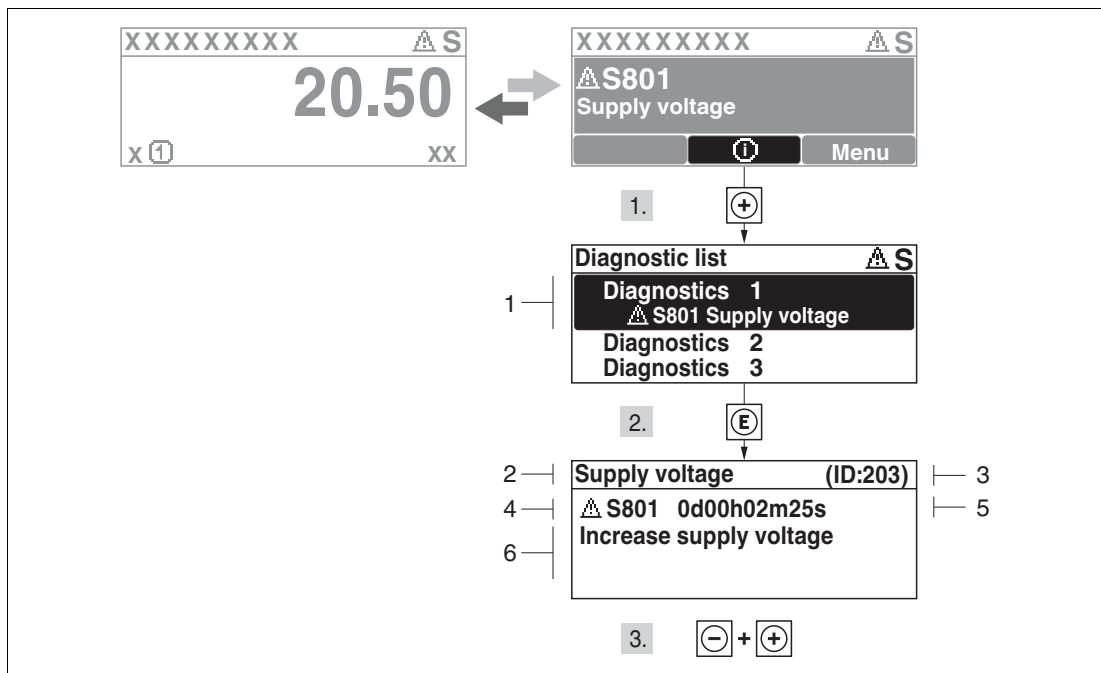 XXXXXXXXX ⚠S
20.50
X ① XX
XXXXXXXXX ⚠S
⚠S801
Supply voltage
ⓘ Menu
1. +
Diagnostic list ⚠S
1 Diagnostics 1
⚠S801 Supply voltage
Diagnostics 2
Diagnostics 3
2. E
2 Supply voltage (ID:203) 3
4 ⚠S801 0d00h02m25s 5
6 Increase supply voltage
3. - + +